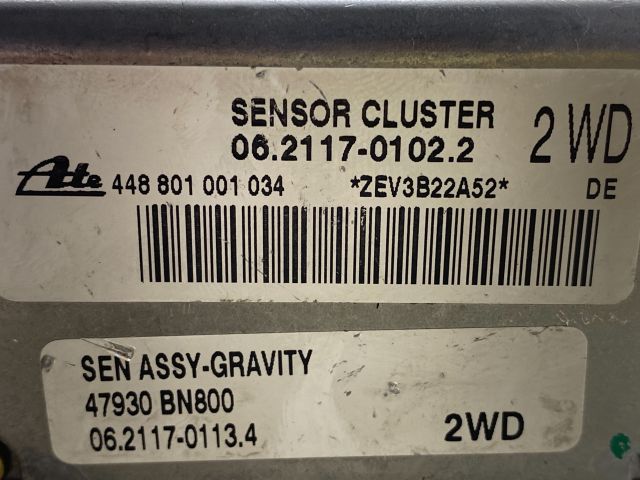 SENSOR CLUSTER 2WD
06.2117-0102.2
Ate 448 801 001 034 *ZEV3B22A52* DE
SEN ASSY-GRAVITY
47930 BN800
06.2117-0113.4 2WD